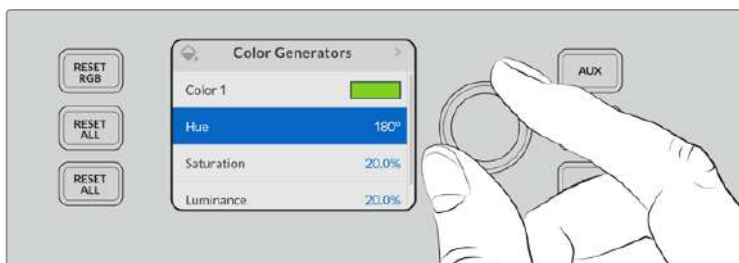 RESET
RGB
RESET
ALL
RESET
ALL
Color Generators >
Color 1
Hue 180°
Saturation 20.0%
Luminance 20.0%
AUX